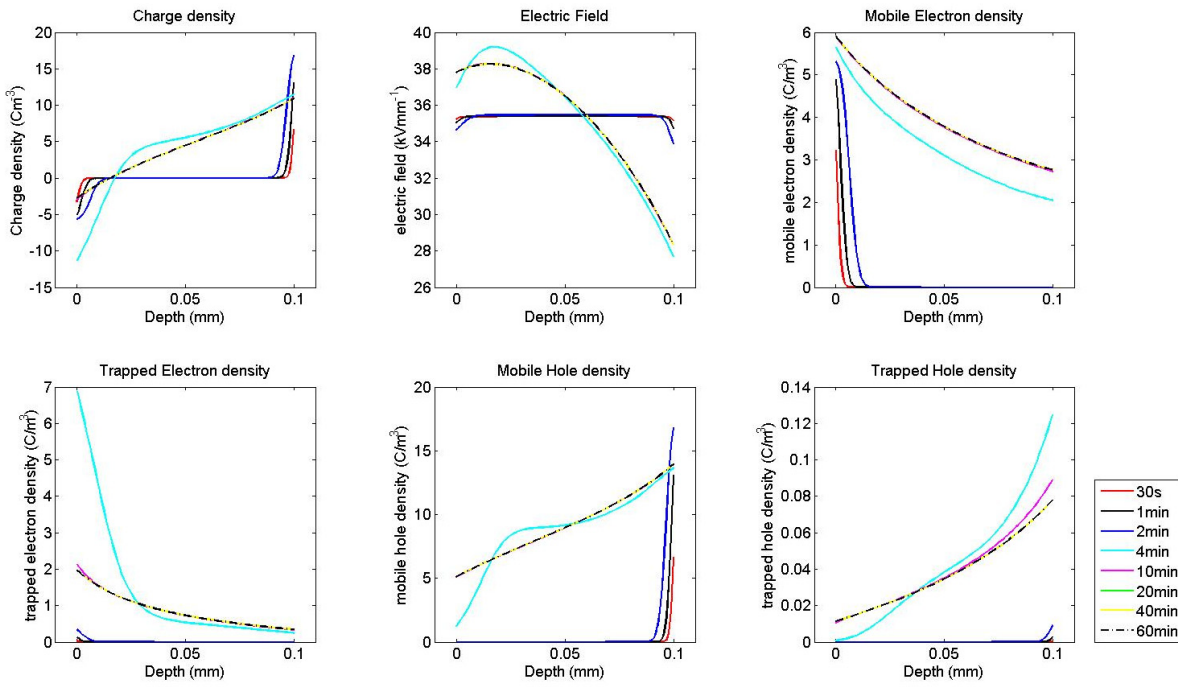 Charge density
Charge density (Cm⁻³)
20
15
10
5
0
-5
-10
-15
0
0.05
0.1
Depth (mm)
Electric Field
electric field (kVmm⁻¹)
40
38
36
34
32
30
28
26
0
0.05
0.1
Depth (mm)
Mobile Electron density
mobile electron density (C/m³)
6
5
4
3
2
1
0
0
0.05
0.1
Depth (mm)
Trapped Electron density
trapped electron density (C/m³)
7
6
5
4
3
2
1
0
0
0.05
0.1
Depth (mm)
Mobile Hole density
mobile hole density (C/m³)
20
15
10
5
0
0
0.05
0.1
Depth (mm)
Trapped Hole density
trapped hole density (C/m³)
0.14
0.12
0.1
0.08
0.06
0.04
0.02
0
0
0.05
0.1
Depth (mm)
30s
1min
2min
4min
10min
20min
40min
60min